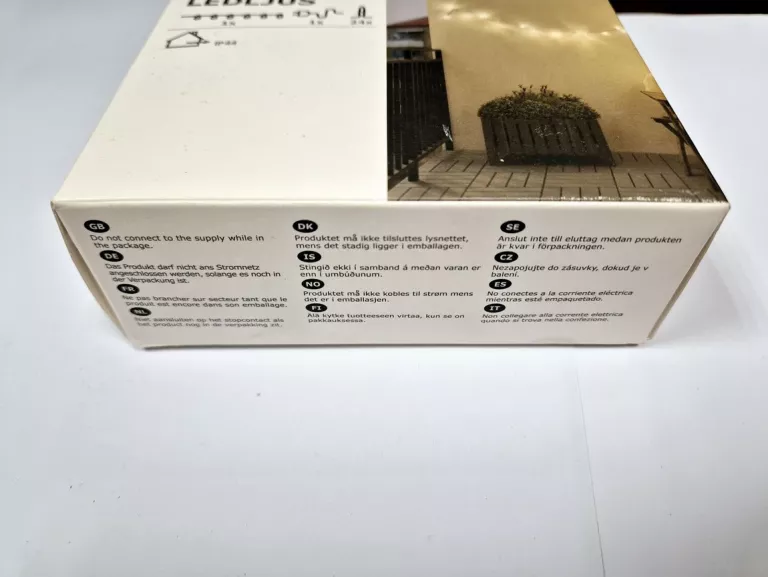 LEDLJUS
1x 24x
GB
Do not connect to the supply while in
the package.
DE
Das Produkt darf nicht ans Stromnetz
angeschlossen werden, solange es noch in
der Verpackung ist.
FR
Ne pas brancher sur secteur tant que le
produit est encore dans son emballage.
NL
aansluiten op het stopcontact als
het product nog in de verpakking zit.
DK
Produktet må ikke tilsluttes lysnettet,
mens det stadig ligger i emballagen.
IS
Stingið ekki í samband á meðan varan er
enn í umbúðunum.
NO
Produktet må ikke kobles til strøm mens
det er i emballasjen.
FI
Älä kytke tuotteeseen virtaa, kun se on
pakkauksessa.
SE
Anslut inte till eluttag medan produkten
är kvar i förpackningen.
CZ
Nezapojujte do zásuvky, dokud je v
balení.
ES
No conectes a la corriente eléctrica
mientras esté empaquetado.
IT
Non collegare alla corrente elettrica
quando si trova nella confezione.